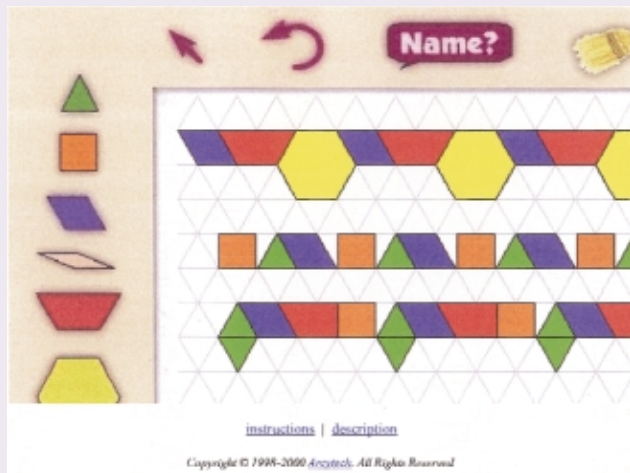 Name?
instructions | description
Copyright © 1998-2000 Arcytech. All Rights Reserved